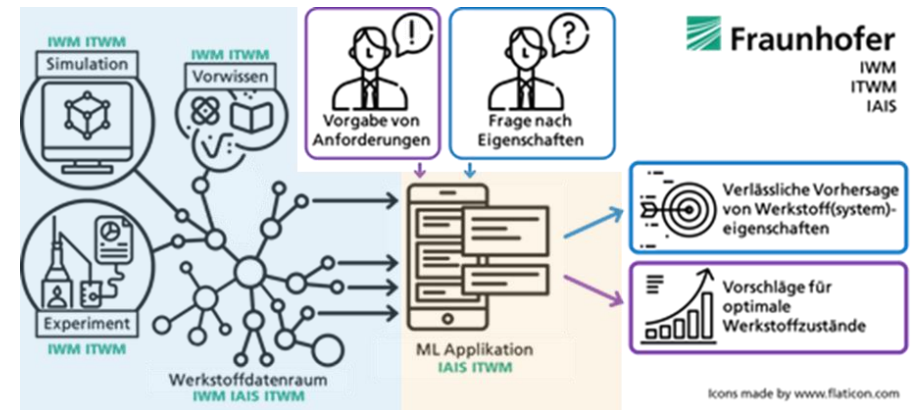 IWM ITWM
Simulation
IWM ITWM
Vorwissen
!
Vorgabe von
Anforderungen
?
Frage nach
Eigenschaften
Fraunhofer
IWM
ITWM
IAIS
Experiment
IWM ITWM
Werkstoffdatenraum
IWM IAIS ITWM
ML Applikation
IAIS ITWM
Verlässliche Vorhersage
von Werkstoff(system)-
eigenschaften
Vorschläge für
optimale
Werkstoffzustände
Icons made by www.flaticon.com